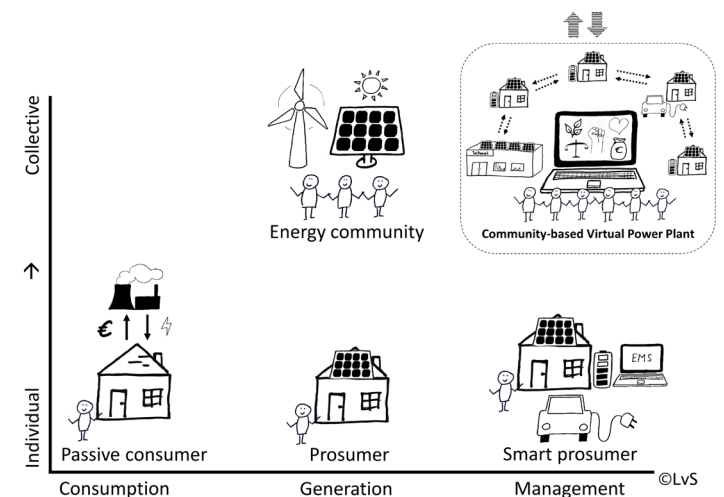 Collective
School
Energy community
Community-based Virtual Power Plant
→
€
EMS
Individual
Passive consumer
Prosumer
Smart prosumer
Consumption
Generation
Management
©LvS